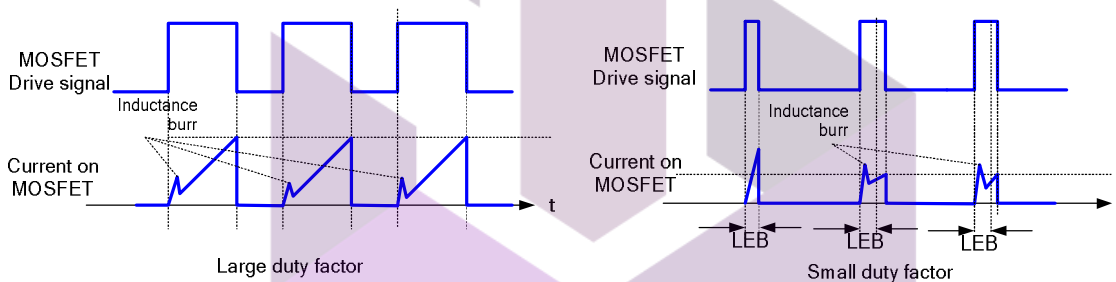 MOSFET
Drive signal
Inductance
burr
Current on
MOSFET
t
Large duty factor
MOSFET
Drive signal
Inductance
burr
Current on
MOSFET
LEB
LEB
LEB
Small duty factor